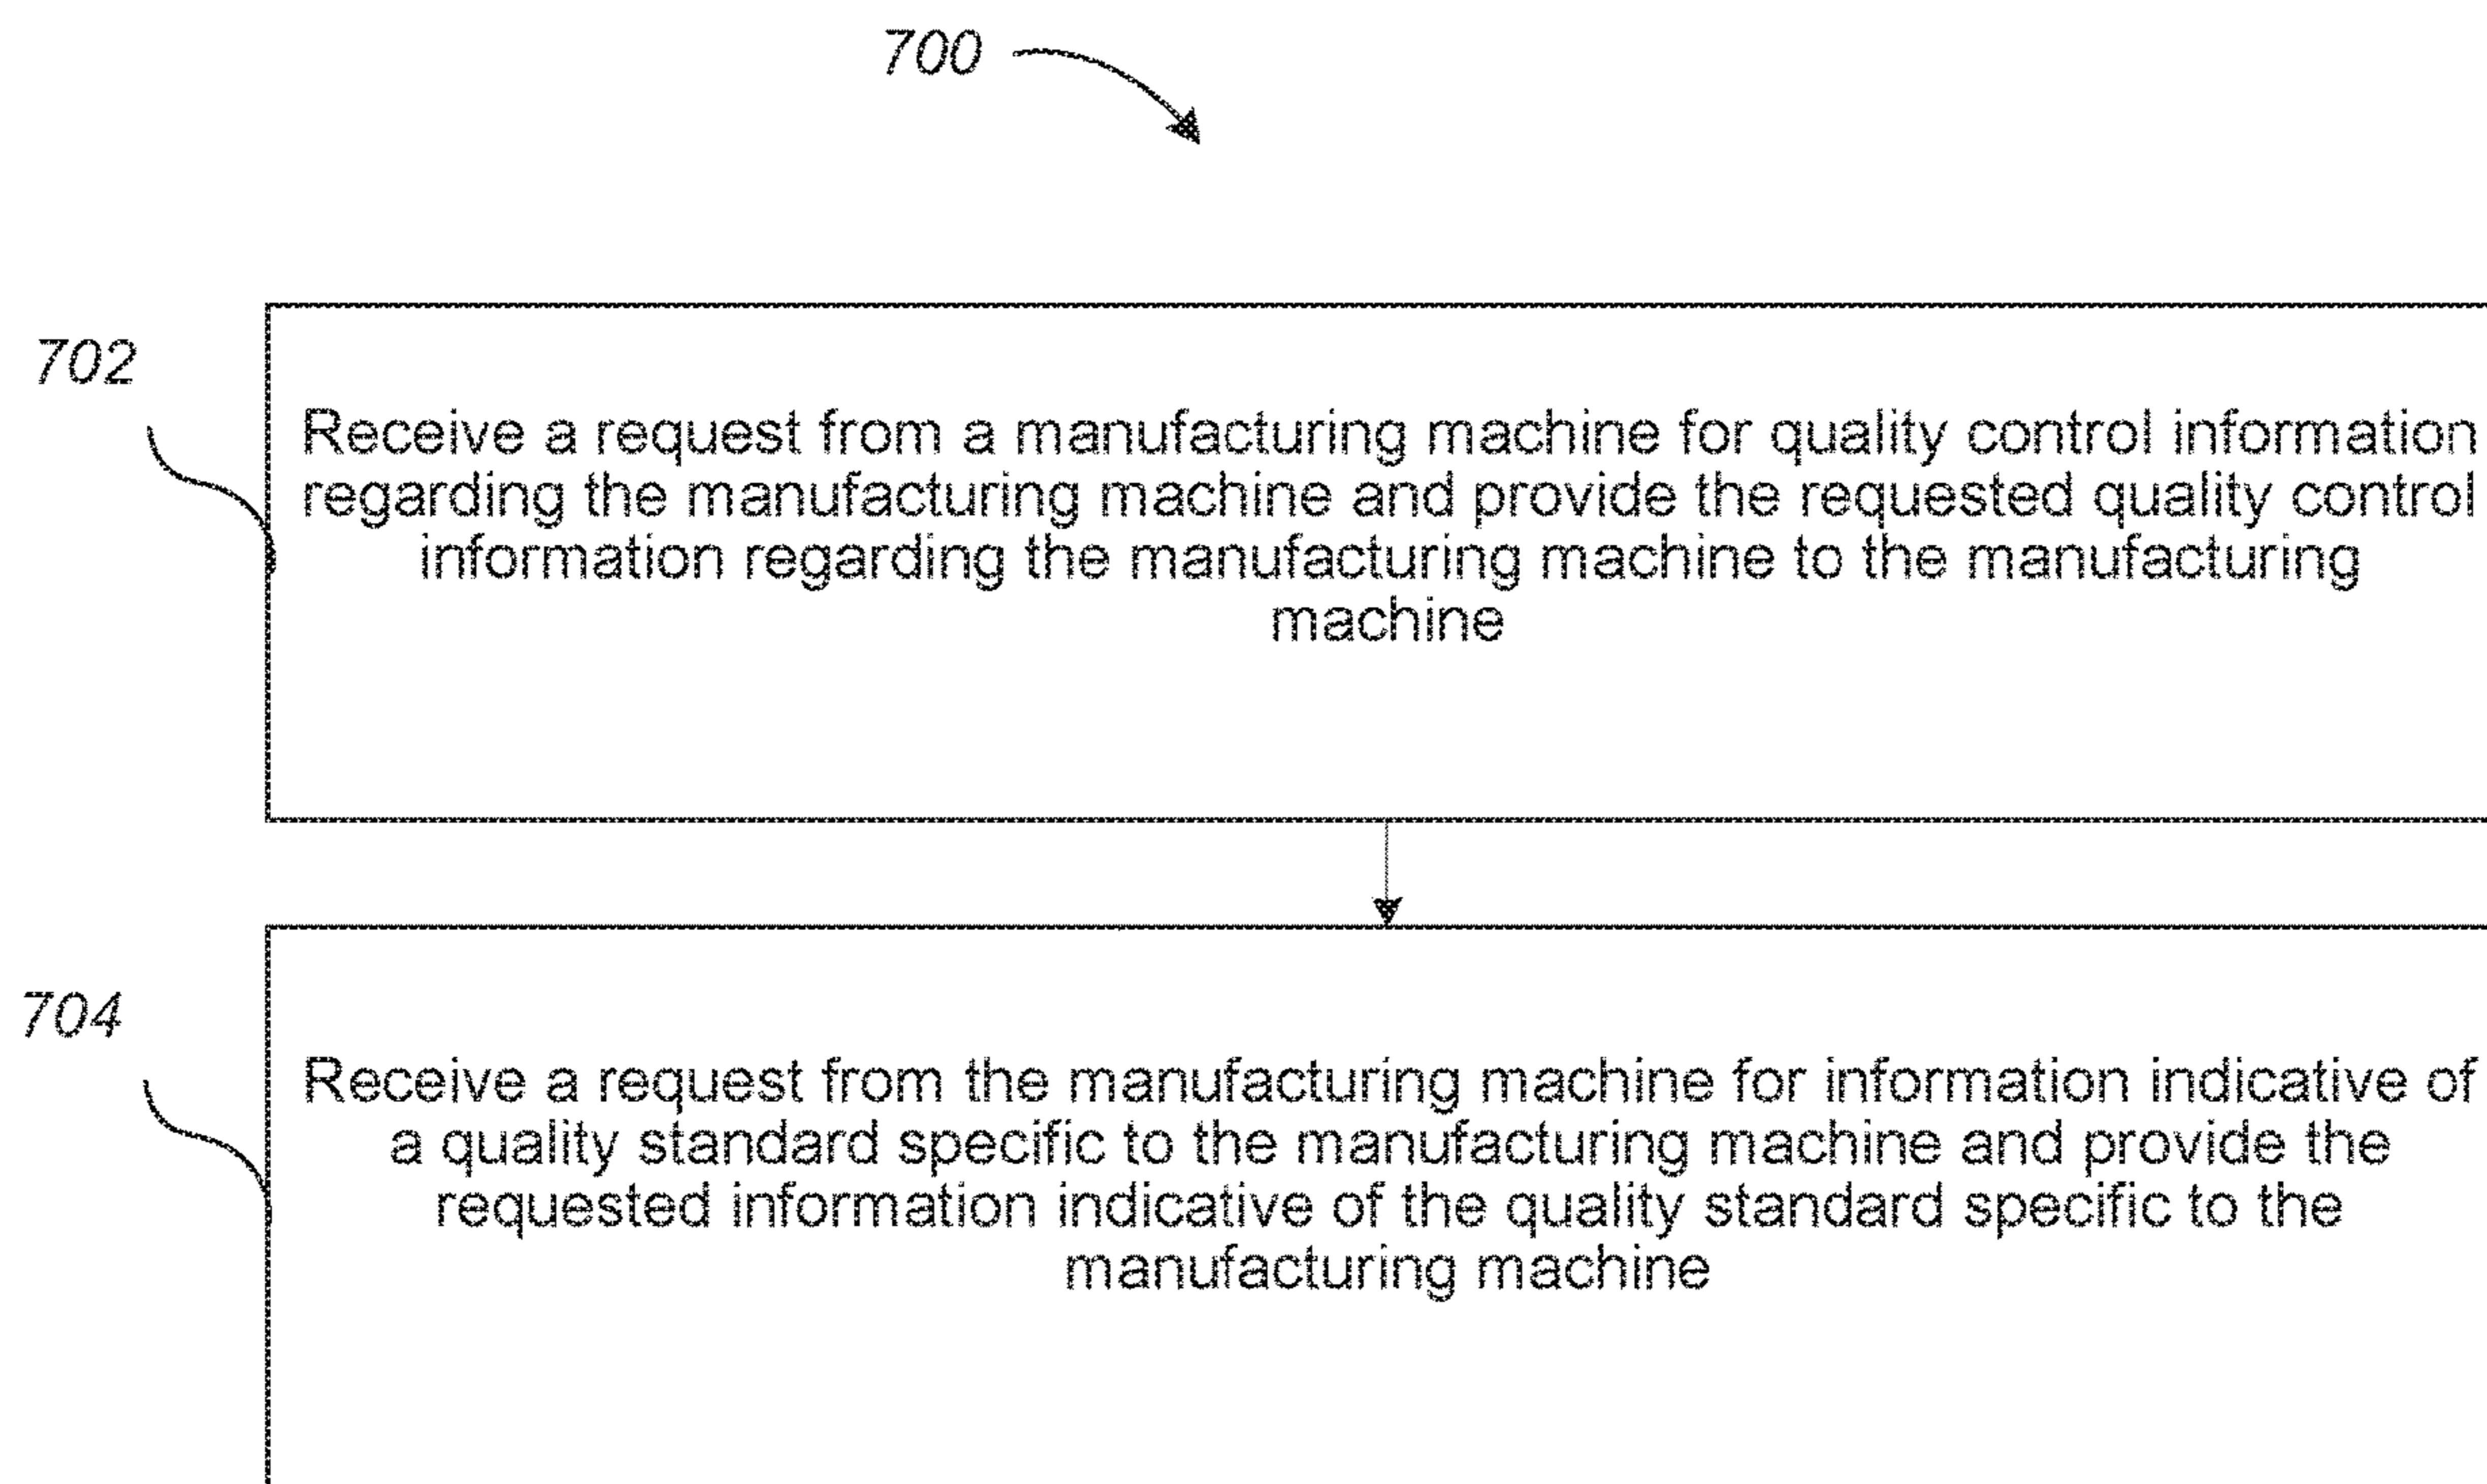 700
702
Receive a request from a manufacturing machine for quality control information
regarding the manufacturing machine and provide the requested quality control
information regarding the manufacturing machine to the manufacturing
machine
704
Receive a request from the manufacturing machine for information indicative of
a quality standard specific to the manufacturing machine and provide the
requested information indicative of the quality standard specific to the
manufacturing machine